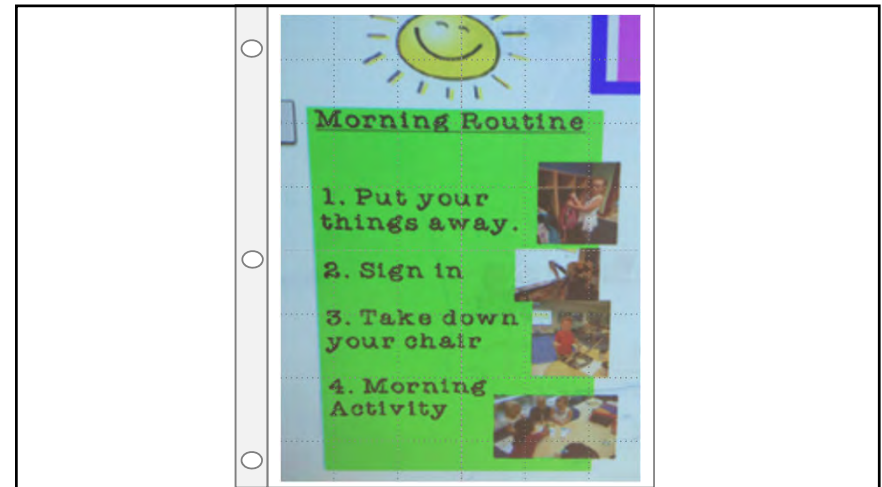 Morning Routine
1. Put your
things away.
2. Sign in
3. Take down
your chair
4. Morning
Activity